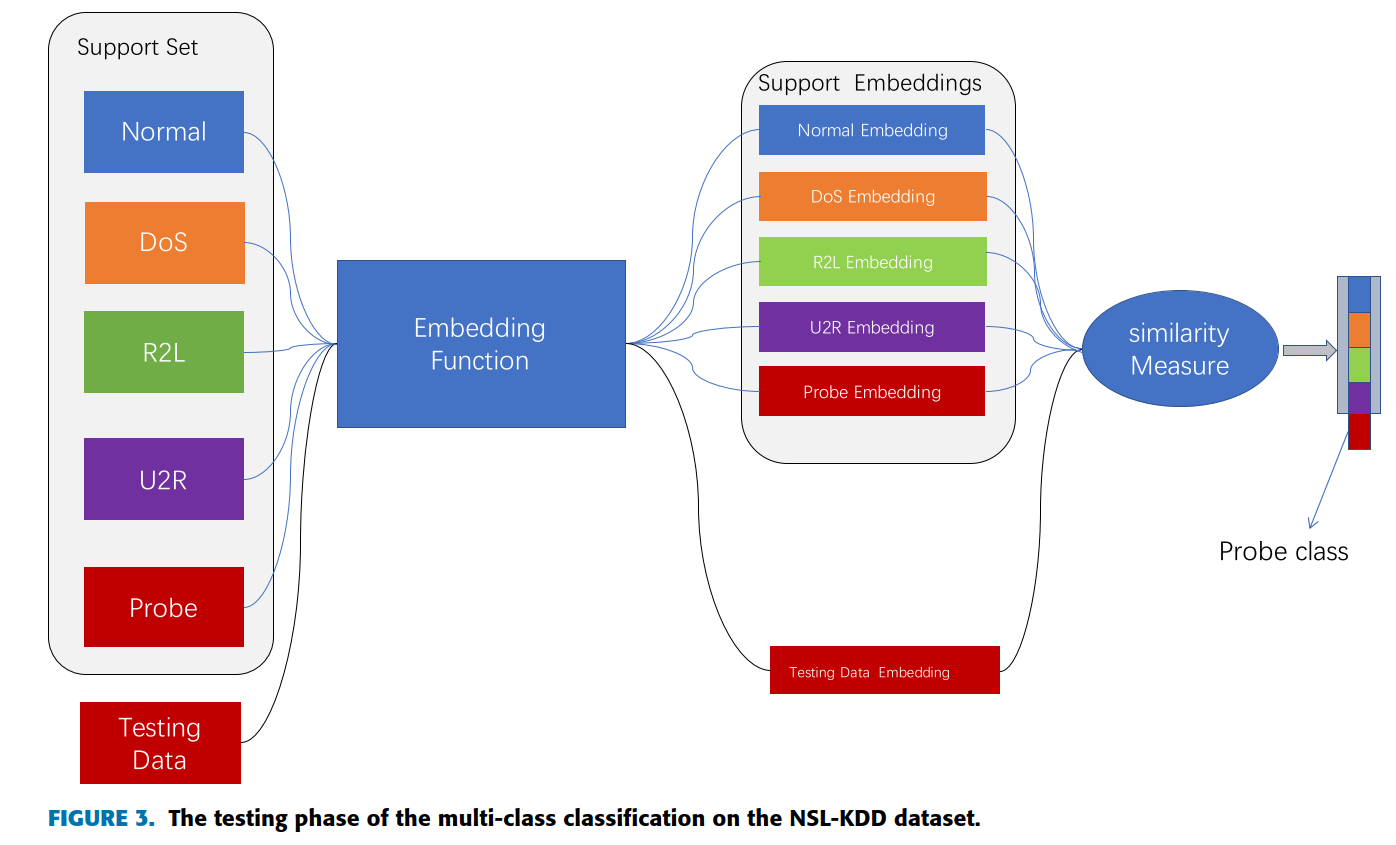 Support Set
Normal
DoS
R2L
U2R
Probe
Testing
Data
Embedding
Function
Support Embeddings
Normal Embedding
DoS Embedding
R2L Embedding
U2R Embedding
Probe Embedding
Testing Data Embedding
similarity
Measure
Probe class
FIGURE 3. The testing phase of the multi-class classification on the NSL-KDD dataset.